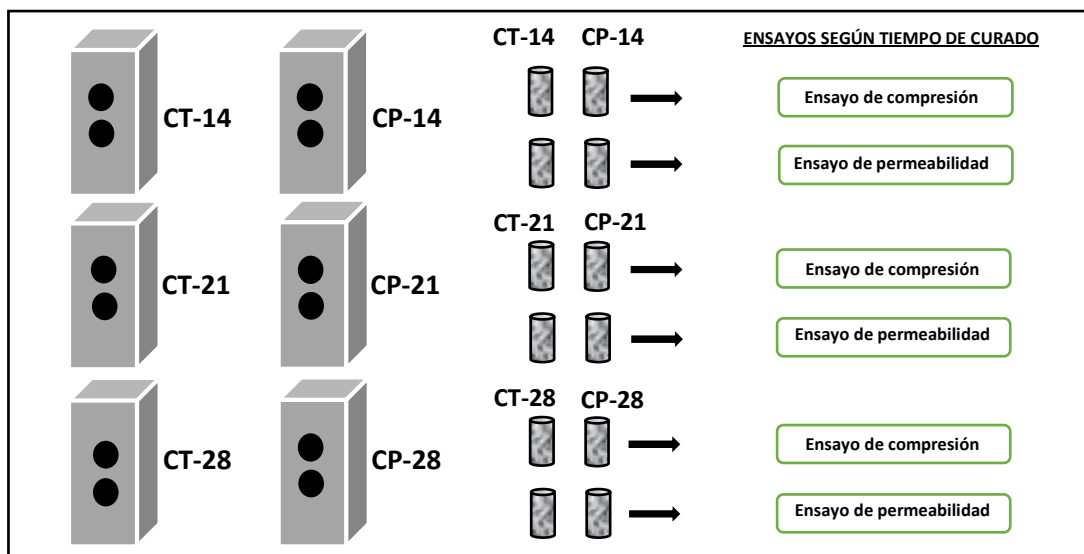 CT-14 CP-14 ENSAYOS SEGÚN TIEMPO DE CURADO
Ensayo de compresión
CT-14 CP-14
Ensayo de permeabilidad
CT-21 CP-21
Ensayo de compresión
CT-21 CP-21
Ensayo de permeabilidad
CT-28 CP-28
Ensayo de compresión
CT-28 CP-28
Ensayo de permeabilidad